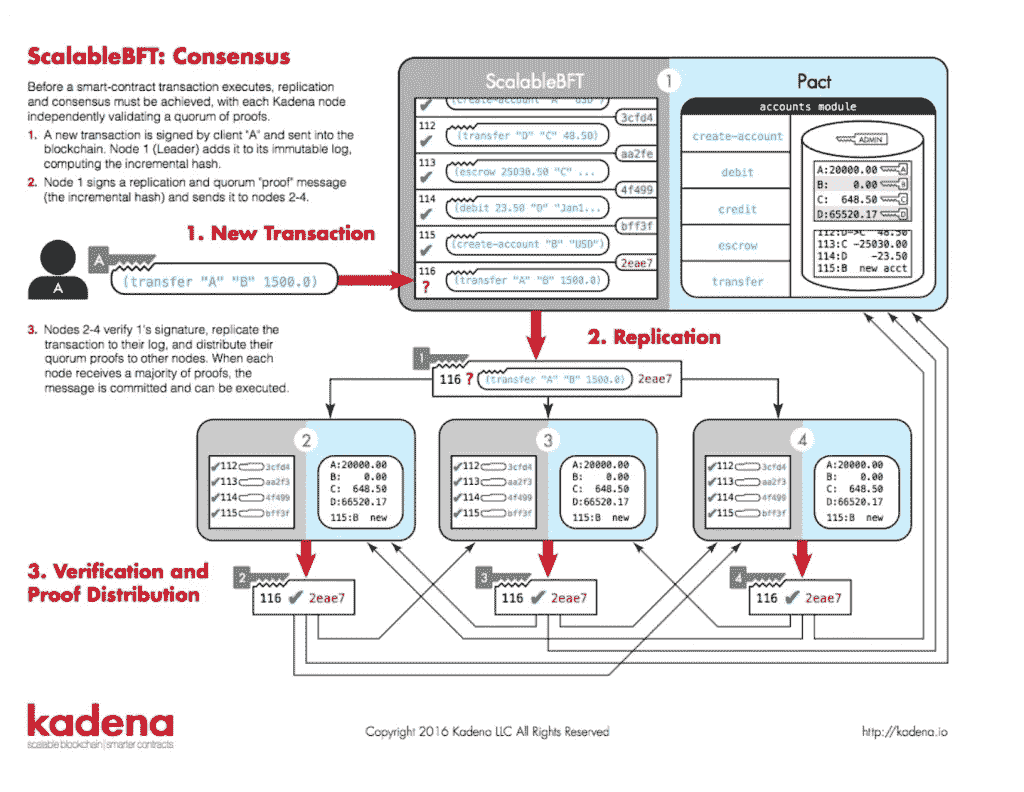 ScalableBFT: Consensus
Before a smart-contract transaction executes, replication
and consensus must be achieved, with each Kadena node
independently validating a quorum of proofs.
1. A new transaction is signed by client "A" and sent into the
blockchain. Node 1 (Leader) adds it to its immutable log,
computing the incremental hash.
2. Node 1 signs a replication and quorum "proof" message
(the incremental hash) and sends it to nodes 2-4.
1. New Transaction
A
A
(transfer "A" "B" 1500.0)
3. Nodes 2-4 verify 1's signature, replicate the
transaction to their log, and distribute their
quorum proofs to other nodes. When each
node receives a majority of proofs, the
message is committed and can be executed.
ScalableBFT
1
Pact
(create-account "A" "USD")
3cfd4
112 ✔ (transfer "D" "C" 48.50)
aa2fe
113 ✔ (escrow 25030.50 "C" ...
4f499
114 ✔ (debit 23.50 "D" "Jan1...
bff3f
115 ✔ (create-account "B" "USD")
2eae7
116 ? (transfer "A" "B" 1500.0)
accounts module
create-account
debit
credit
escrow
transfer
ADMIN
A:20000.00 A
B: 0.00 B
C: 648.50 C
D:65520.17 D
112:D->C 48.50
113:C -25030.00
114:D -23.50
115:B new acct
2. Replication
1
116 ? (transfer "A" "B" 1500.0) 2eae7
2
✔112 3cfd4
✔113 aa2f3
✔114 4f499
✔115 bff3f
A:20000.00
B: 0.00
C: 648.50
D:66520.17
115:B new
3
✔112 3cfd4
✔113 aa2f3
✔114 4f499
✔115 bff3f
A:20000.00
B: 0.00
C: 648.50
D:66520.17
115:B new
4
✔112 3cfd4
✔113 aa2f3
✔114 4f499
✔115 bff3f
A:20000.00
B: 0.00
C: 648.50
D:66520.17
115:B new
3. Verification and
Proof Distribution
2
116 ✔ 2eae7
3
116 ✔ 2eae7
4
116 ✔ 2eae7
kadena
scalable blockchain | smarter contracts
Copyright 2016 Kadena LLC All Rights Reserved
http://kadena.io